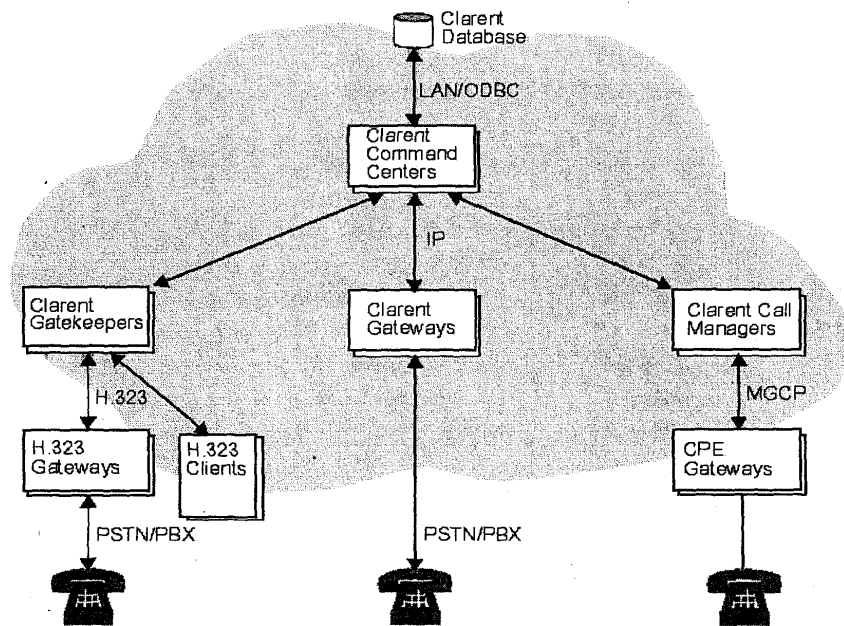 Clarent
Database
LAN/ODBC
Clarent
Command
Centers
IP
Clarent
Gatekeepers
Clarent
Gateways
Clarent Call
Managers
H.323
MGCP
H.323
Gateways
H.323
Clients
CPE
Gateways
PSTN/PBX
PSTN/PBX